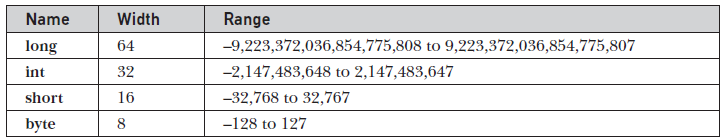 Name Width Range
long 64 –9,223,372,036,854,775,808 to 9,223,372,036,854,775,807
int 32 –2,147,483,648 to 2,147,483,647
short 16 –32,768 to 32,767
byte 8 –128 to 127